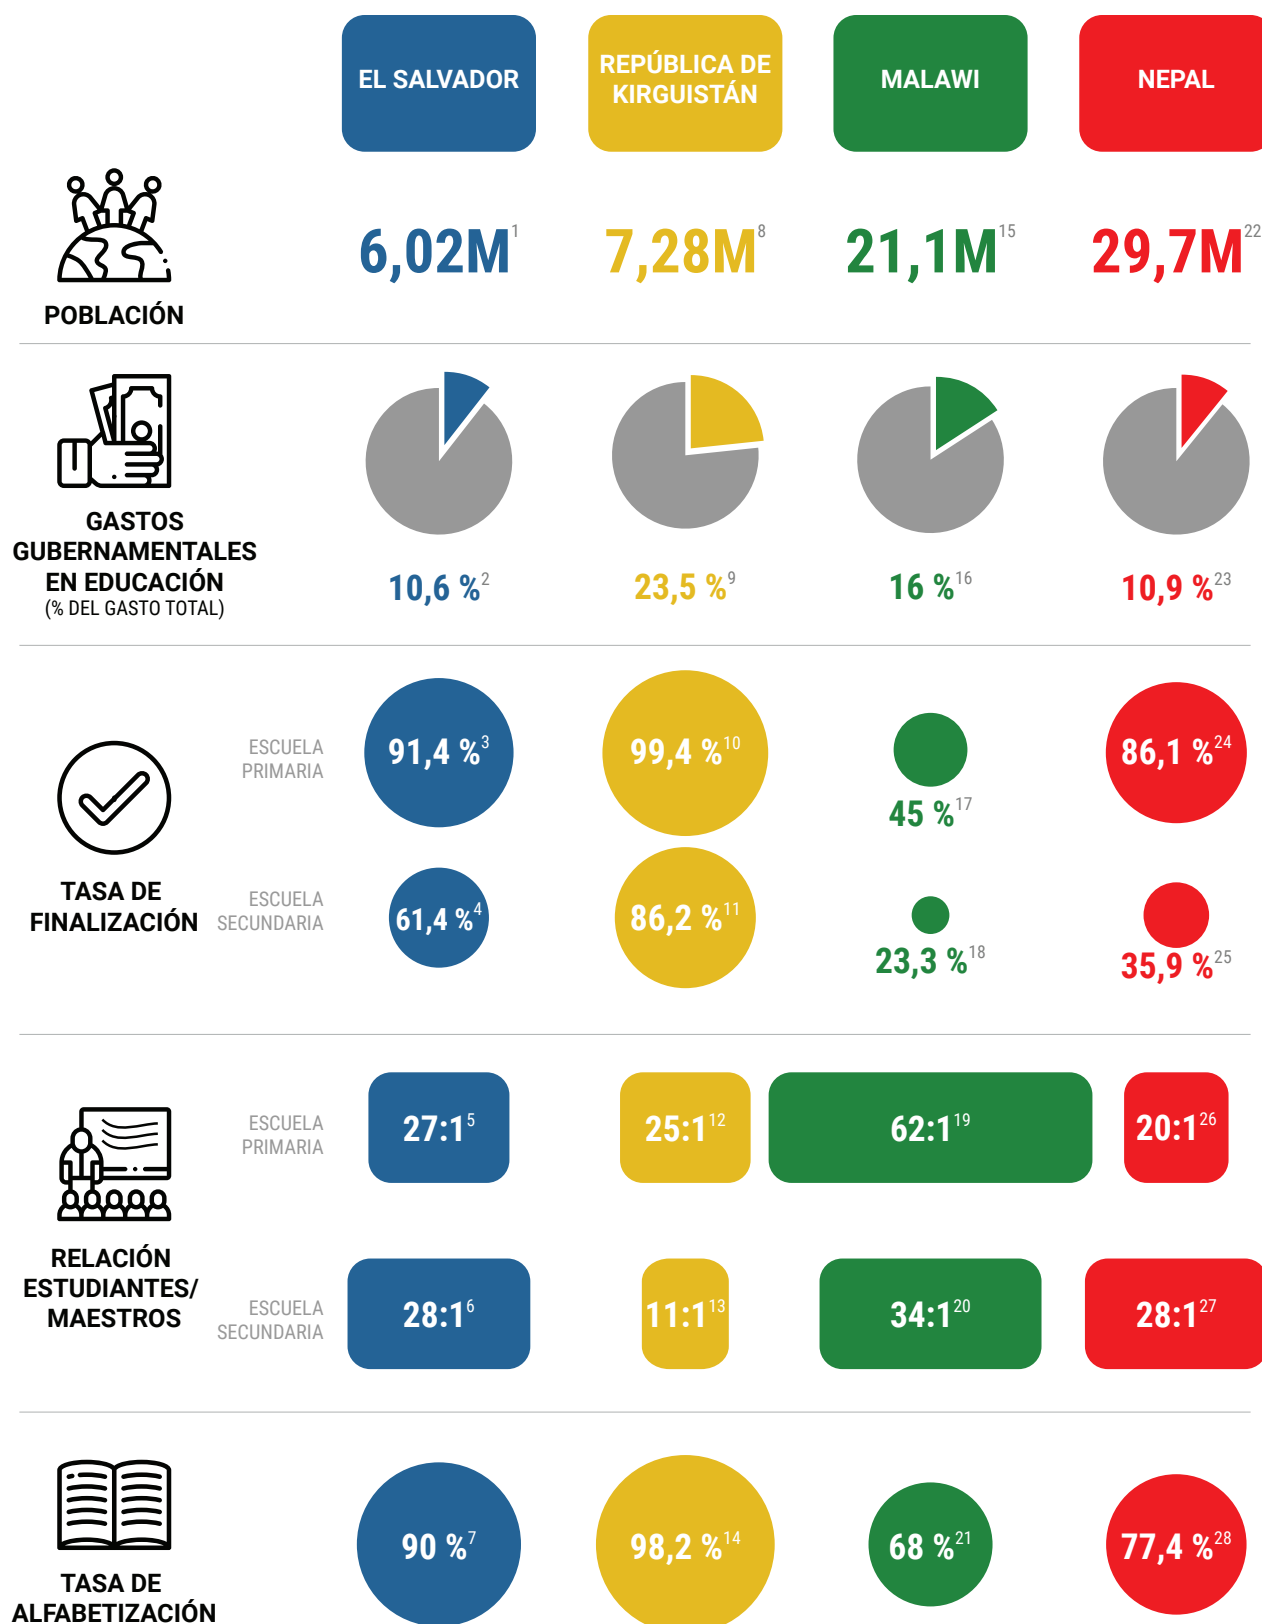 EL SALVADOR
REPÚBLICA DE
KIRGUISTÁN
MALAWI
NEPAL
POBLACIÓN
6,02M¹
7,28M⁸
21,1M¹⁵
29,7M²²
GASTOS
GUBERNAMENTALES
EN EDUCACIÓN
(% DEL GASTO TOTAL)
10,6 %²
23,5 %⁹
16 %¹⁶
10,9 %²³
TASA DE
FINALIZACIÓN
ESCUELA
PRIMARIA
91,4 %³
99,4 %¹⁰
45 %¹⁷
86,1 %²⁴
ESCUELA
SECUNDARIA
61,4 %⁴
86,2 %¹¹
23,3 %¹⁸
35,9 %²⁵
RELACIÓN
ESTUDIANTES/
MAESTROS
ESCUELA
PRIMARIA
27:1⁵
25:1¹²
62:1¹⁹
20:1²⁶
ESCUELA
SECUNDARIA
28:1⁶
11:1¹³
34:1²⁰
28:1²⁷
TASA DE
ALFABETIZACIÓN
90 %⁷
98,2 %¹⁴
68 %²¹
77,4 %²⁸